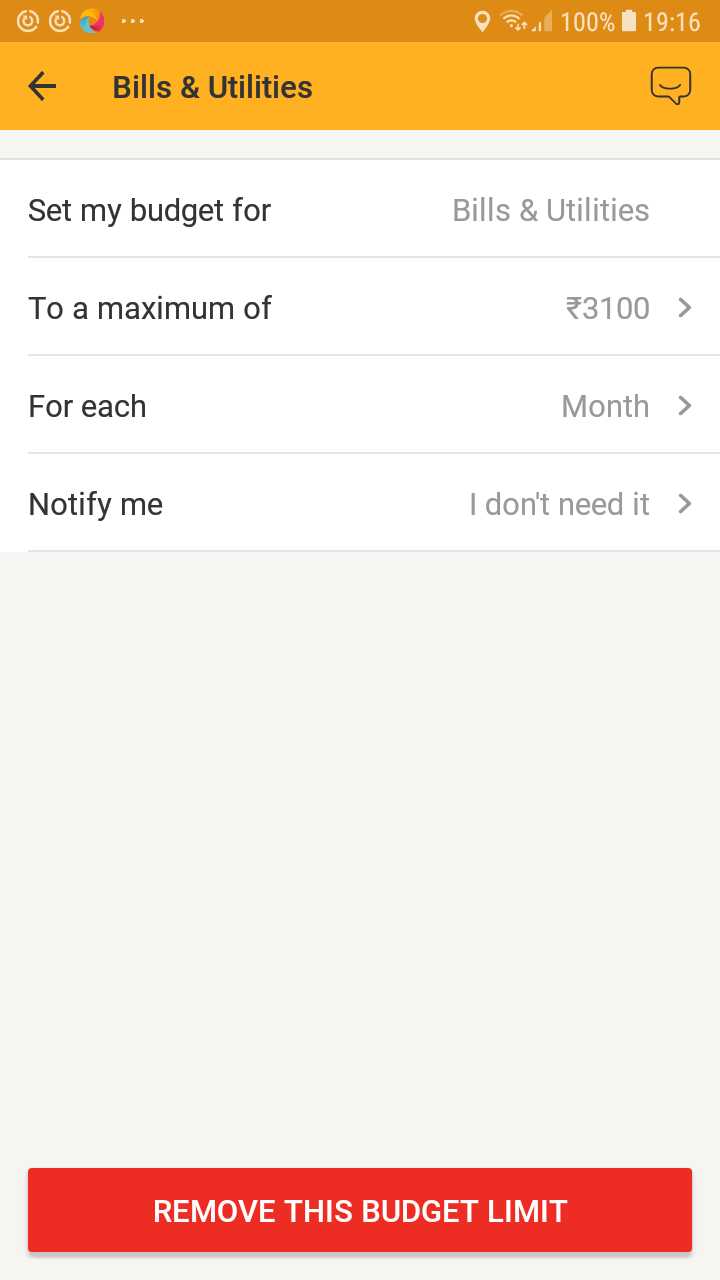 100% 19:16
Bills & Utilities
Set my budget for Bills & Utilities
To a maximum of ₹3100
For each Month
Notify me I don't need it
REMOVE THIS BUDGET LIMIT